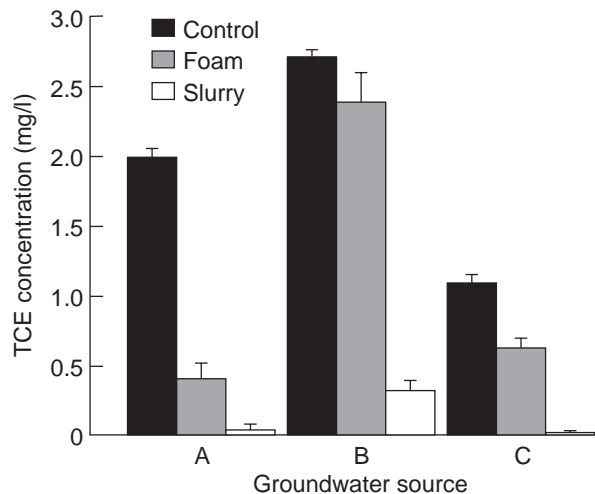 3.0
2.5
2.0
1.5
1.0
0.5
0
TCE concentration (mg/l)
Control
Foam
Slurry
A B C
Groundwater source